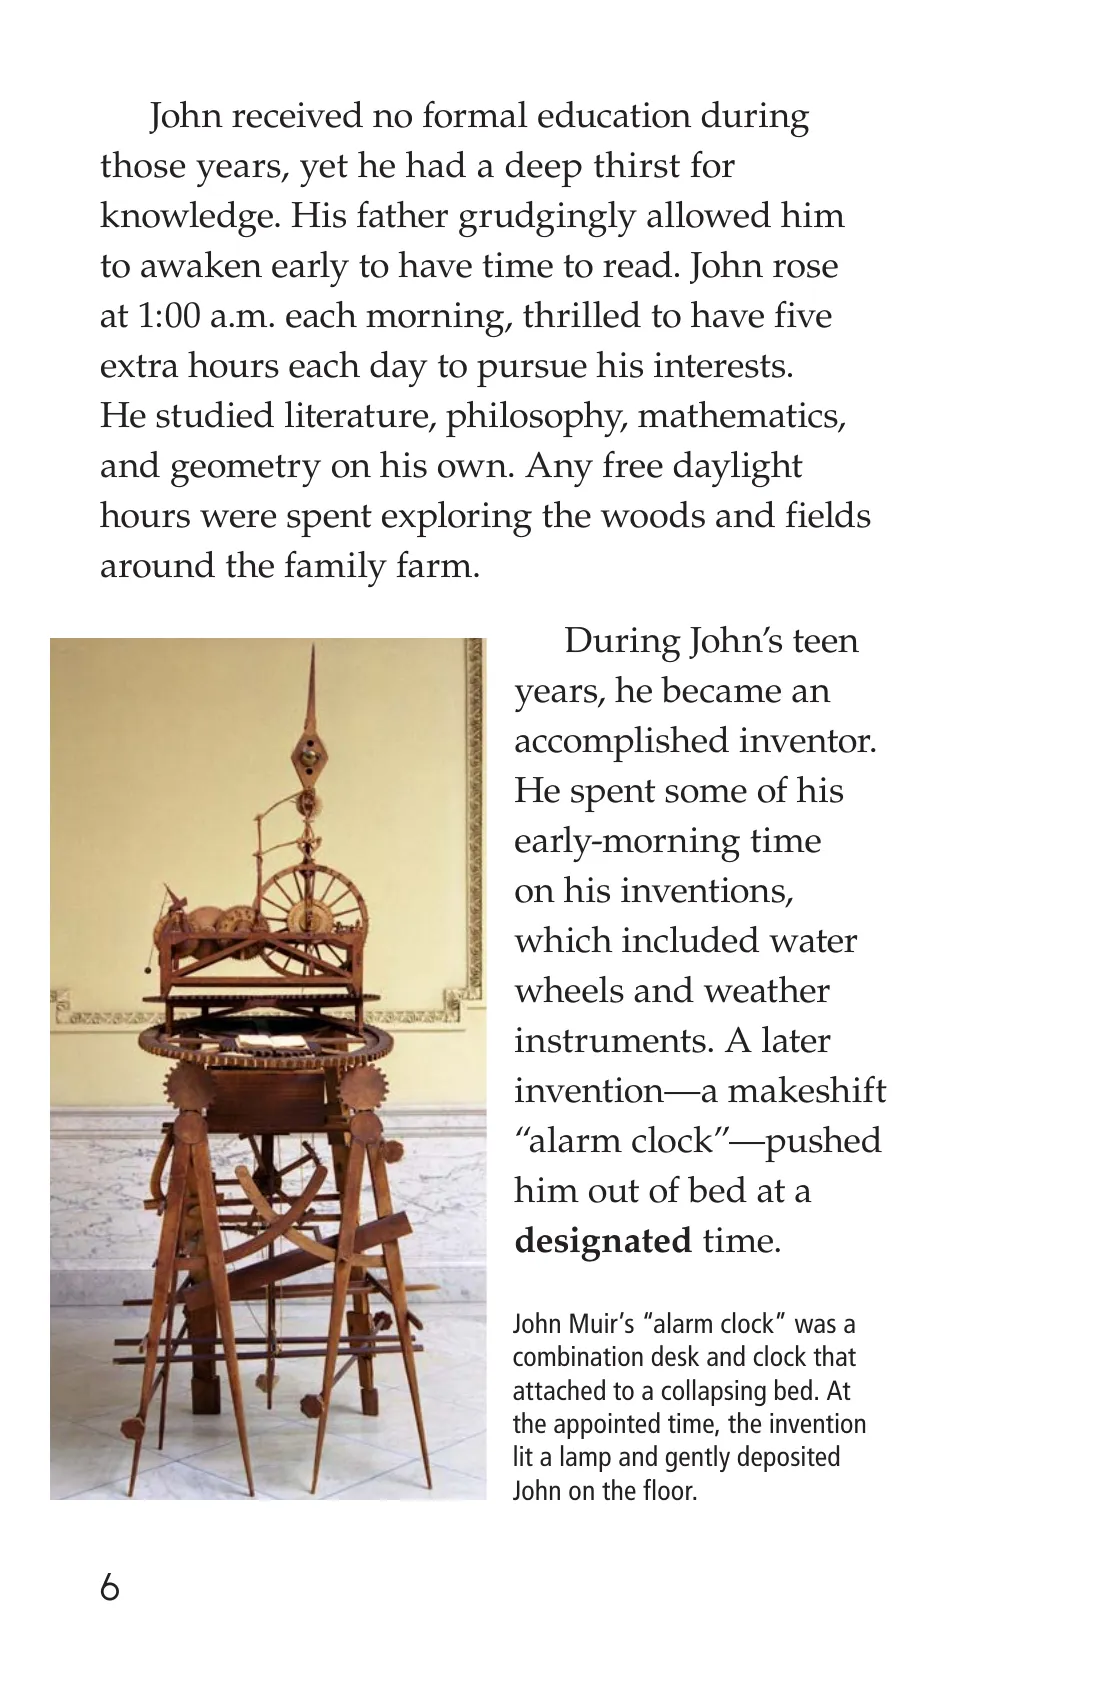 John received no formal education during
those years, yet he had a deep thirst for
knowledge. His father grudgingly allowed him
to awaken early to have time to read. John rose
at 1:00 a.m. each morning, thrilled to have five
extra hours each day to pursue his interests.
He studied literature, philosophy, mathematics,
and geometry on his own. Any free daylight
hours were spent exploring the woods and fields
around the family farm.
During John’s teen
years, he became an
accomplished inventor.
He spent some of his
early-morning time
on his inventions,
which included water
wheels and weather
instruments. A later
invention—a makeshift
“alarm clock”—pushed
him out of bed at a
designated time.
John Muir’s “alarm clock” was a
combination desk and clock that
attached to a collapsing bed. At
the appointed time, the invention
lit a lamp and gently deposited
John on the floor.
6